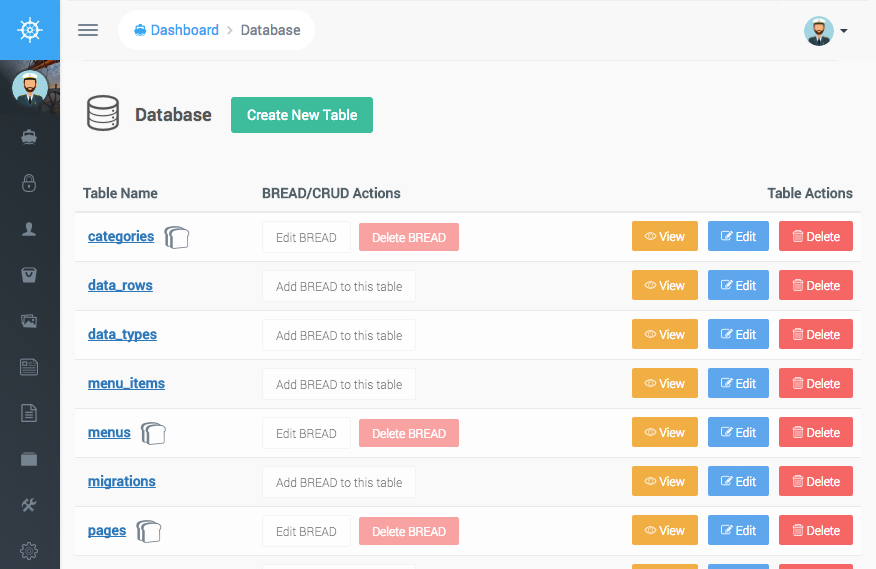 Dashboard > Database
Database Create New Table
Table Name BREAD/CRUD Actions Table Actions
categories Edit BREAD Delete BREAD View Edit Delete
data_rows Add BREAD to this table View Edit Delete
data_types Add BREAD to this table View Edit Delete
menu_items Add BREAD to this table View Edit Delete
menus Edit BREAD Delete BREAD View Edit Delete
migrations Add BREAD to this table View Edit Delete
pages Edit BREAD Delete BREAD View Edit Delete